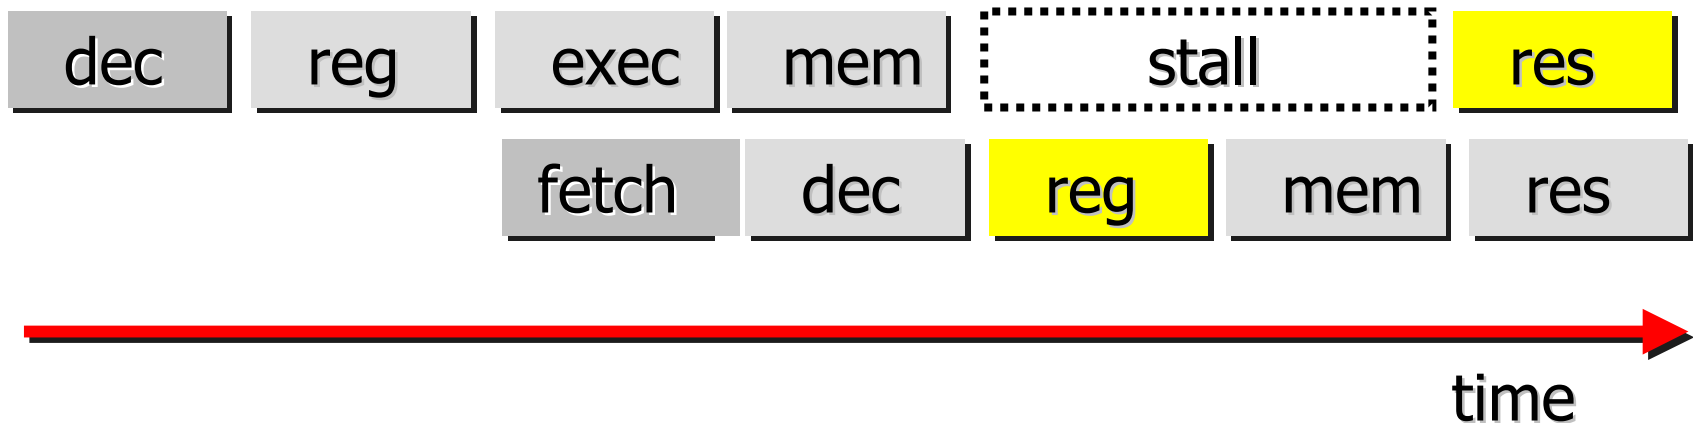 dec reg exec mem stall res
fetch dec reg mem res
time